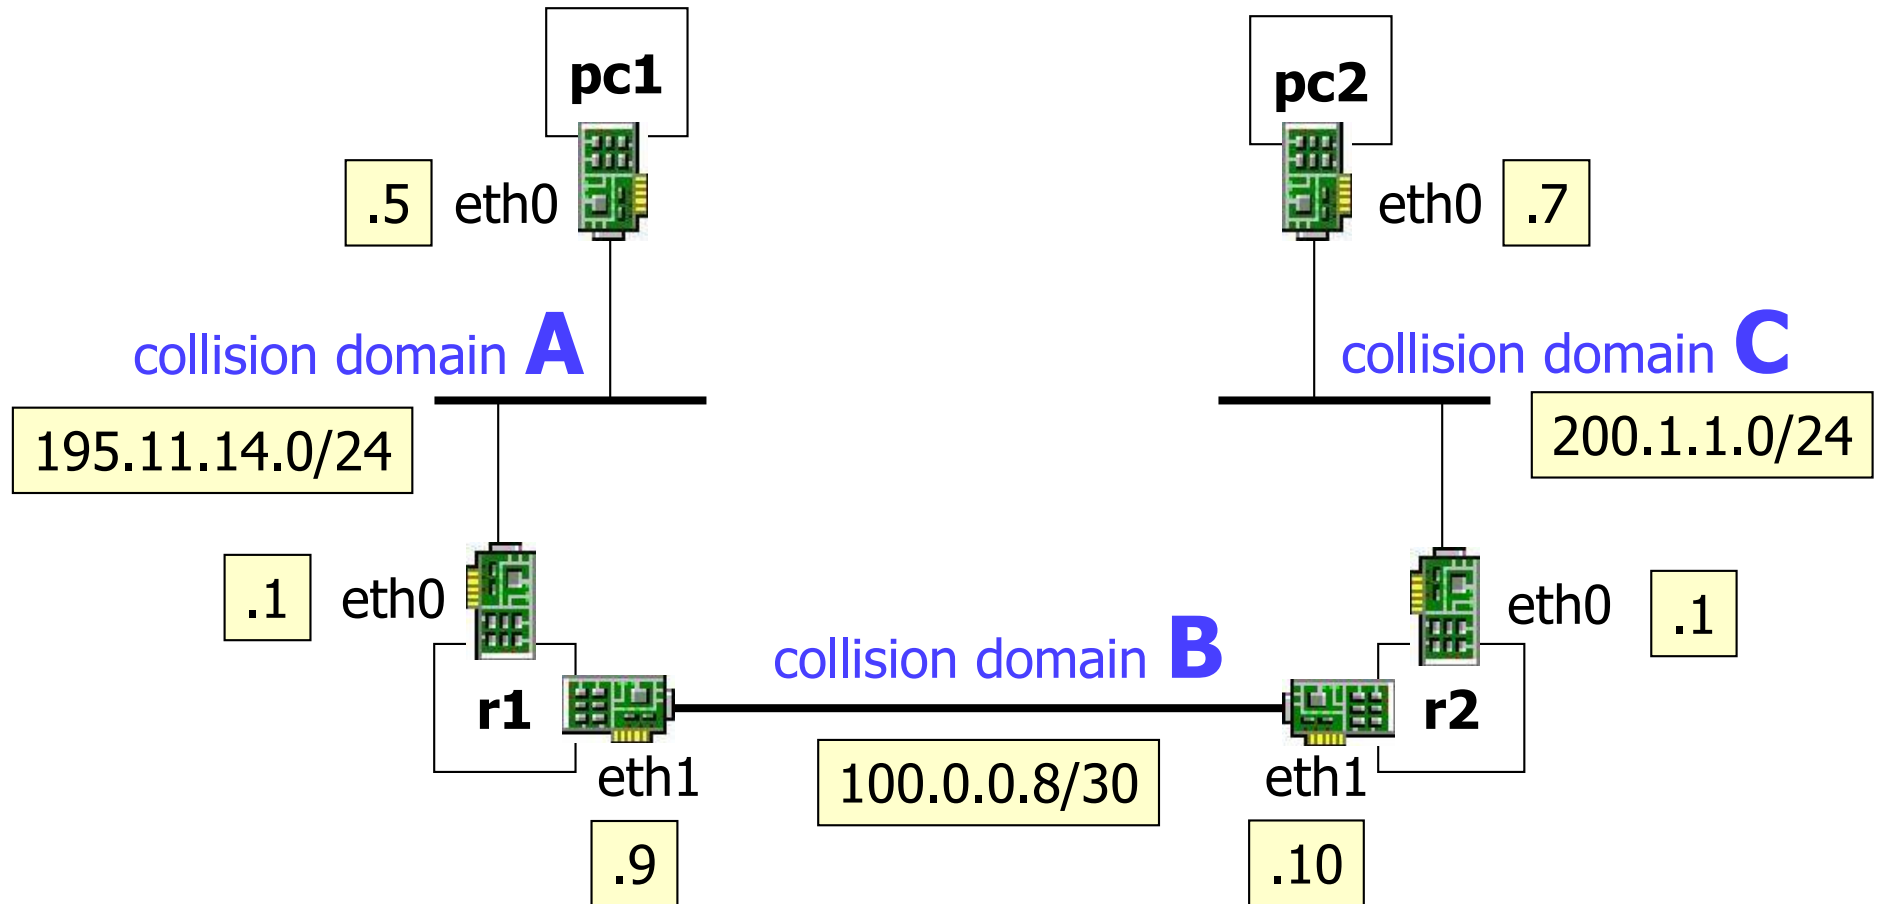 pc1
pc2
.5
eth0
eth0
.7
collision domain A
collision domain C
195.11.14.0/24
200.1.1.0/24
.1
eth0
eth0
.1
collision domain B
r1
r2
eth1
100.0.0.8/30
eth1
.9
.10